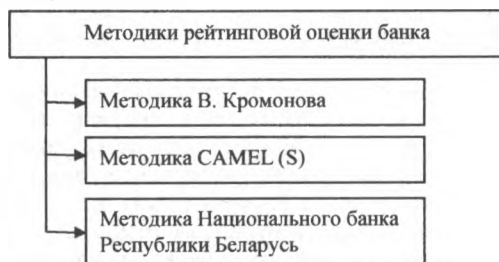 Методики рейтинговой оценки банка
Методика В. Кромонова
Методика CAMEL (S)
Методика Национального банка
Республики Беларусь